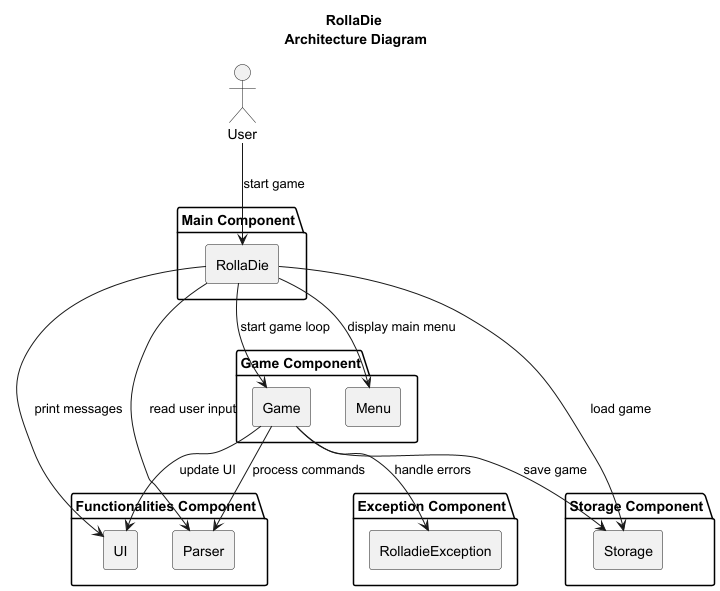 RollaDie
Architecture Diagram
User
start game
Main Component
RollaDie
start game loop
display main menu
Game Component
print messages
read user input
Game
Menu
load game
update UI
process commands
handle errors
save game
Functionalities Component
Exception Component
Storage Component
UI
Parser
RolladieException
Storage